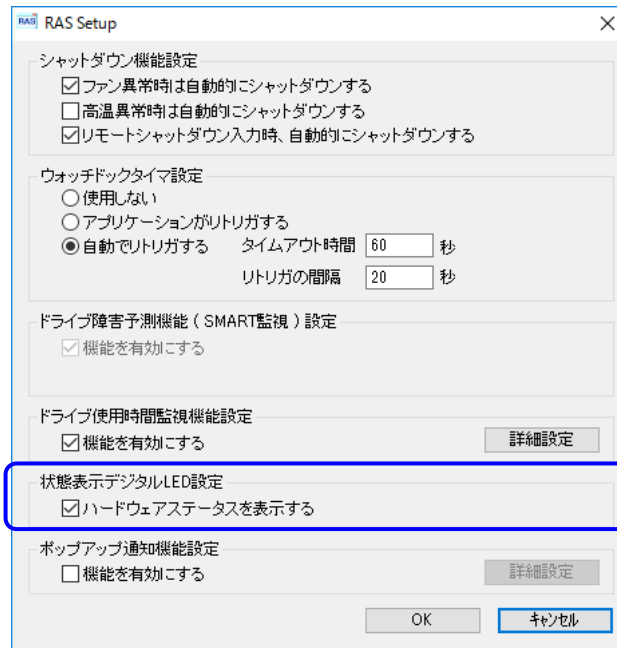 RAS RAS Setup
シャットダウン機能設定
ファン異常時は自動的にシャットダウンする
高温異常時は自動的にシャットダウンする
リモートシャットダウン入力時、自動的にシャットダウンする
ウォッチドックタイマ設定
使用しない
アプリケーションがリトリガする
自動でリトリガする タイムアウト時間 60 秒
リトリガの間隔 20 秒
ドライブ障害予測機能 ( SMART監視 ) 設定
機能を有効にする
ドライブ使用時間監視機能設定
機能を有効にする 詳細設定
状態表示デジタルLED設定
ハードウェアステータスを表示する
ポップアップ通知機能設定
機能を有効にする 詳細設定
OK キャンセル